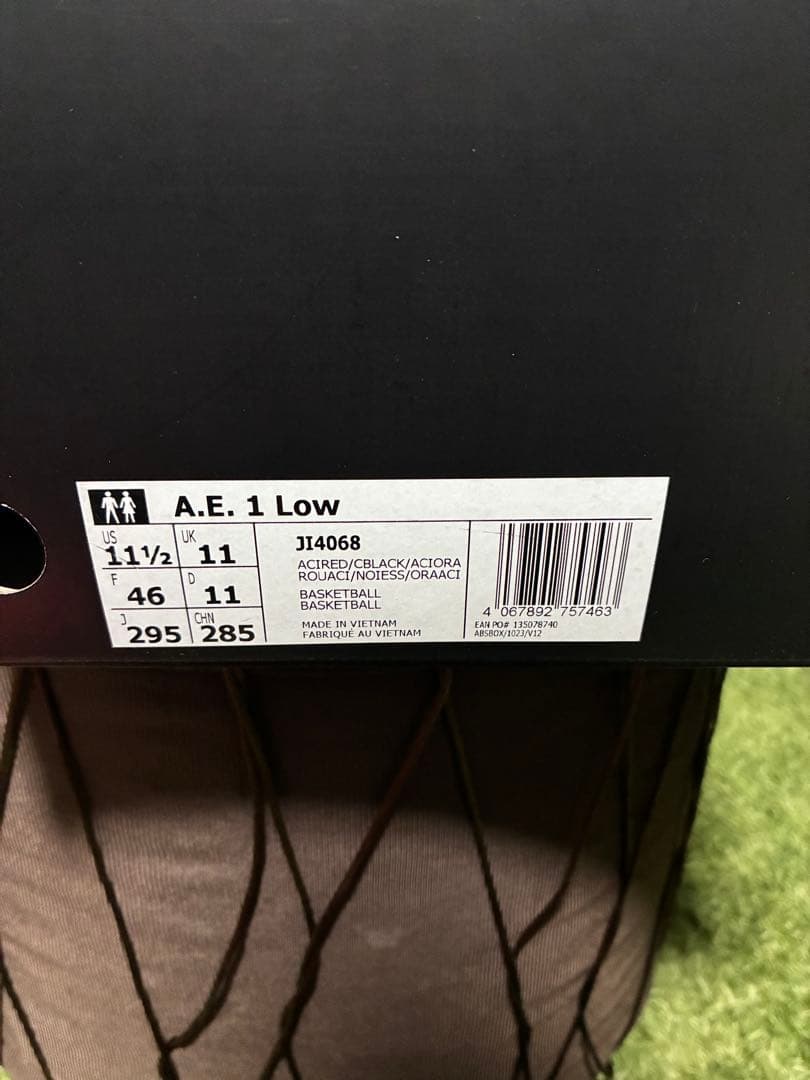 A.E. 1 Low
US 11½ UK 11
F 46 D 11
J 295 CHN 285
JI4068
ACIRED/CBLACK/ACIORA
ROUACI/NOIESS/ORAACI
BASKETBALL
BASKETBALL
MADE IN VIETNAM
FABRIQUÉ AU VIETNAM
4 067892 757463
EAN PO# 135078740
ABSBOX/1023/V12